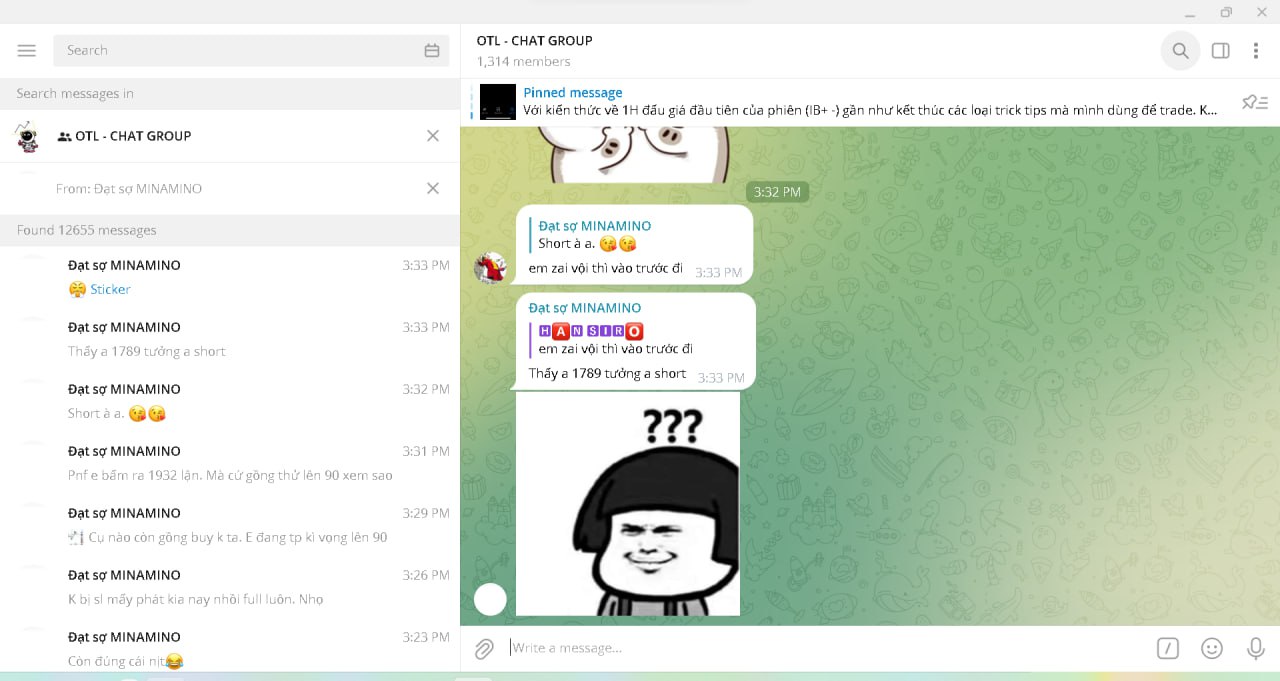 Search
Search messages in
OTL - CHAT GROUP
From: Đạt sợ MINAMINO
Found 12655 messages
Đạt sợ MINAMINO 3:33 PM
😤 Sticker
Đạt sợ MINAMINO 3:33 PM
Thấy a 1789 tưởng a short
Đạt sợ MINAMINO 3:32 PM
Short à a. 😘😘
Đạt sợ MINAMINO 3:31 PM
Pnf e bấm ra 1932 lận. Mà cứ gồng thử lên 90 xem sao
Đạt sợ MINAMINO 3:29 PM
Cụ nào còn gông buy k ta. E đang tp kì vọng lên 90
Đạt sợ MINAMINO 3:26 PM
K bị sl mấy phát kia nay nhồi full luôn. Nhọ
Đạt sợ MINAMINO 3:23 PM
Còn đúng cái nịt😂
OTL - CHAT GROUP
1,314 members
Pinned message
Với kiến thức về 1H đấu giá đầu tiên của phiên (IB+ -) gần như kết thúc các loại trick tips mà mình dùng để trade. K...
3:32 PM
Đạt sợ MINAMINO
Short à a. 😘😘
em zai vội thì vào trước đi 3:33 PM
Đạt sợ MINAMINO
HAN SIRO
em zai vội thì vào trước đi
Thấy a 1789 tưởng a short 3:33 PM
???
Write a message...